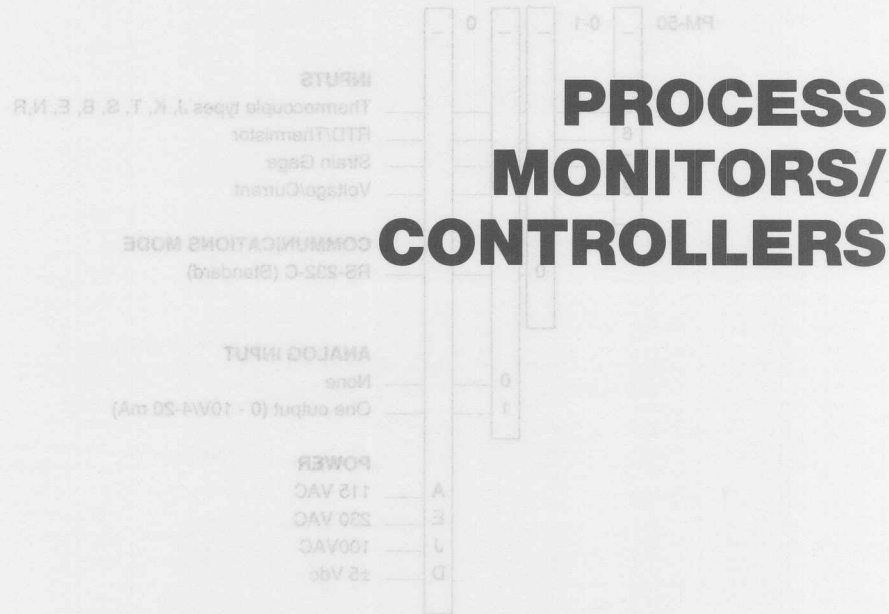 PM-50 _ 0-1 _ _ 0 _
PROCESS
MONITORS/
CONTROLLERS
INPUTS
Thermocouple types J, K, T, S, B, E, N,R
RTD/Thermistor
6
Strain Gage
Voltage/Current
COMMUNICATIONS MODE
RS-232-C (Standard)
0
ANALOG INPUT
None
0
One output (0 - 10V/4-20 mA)
1
POWER
115 VAC
A
230 VAC
E
100VAC
J
±5 Vdc
D